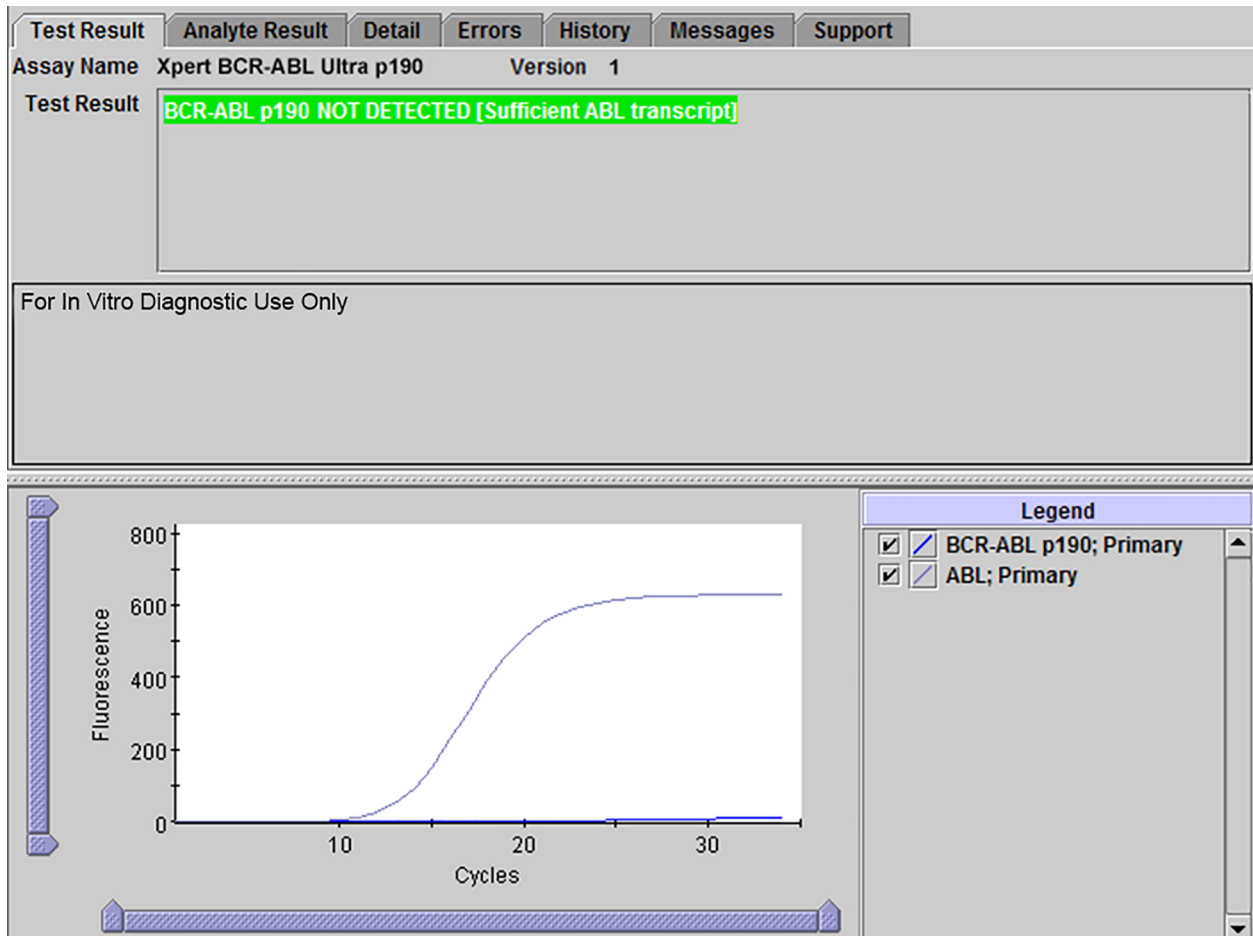 Test Result Analyte Result Detail Errors History Messages Support
Assay Name Xpert BCR-ABL Ultra p190 Version 1
Test Result BCR-ABL p190 NOT DETECTED [Sufficient ABL transcript]
For In Vitro Diagnostic Use Only
800
600
400
200
0
Fluorescence
10 20 30
Cycles
Legend
BCR-ABL p190; Primary
ABL; Primary